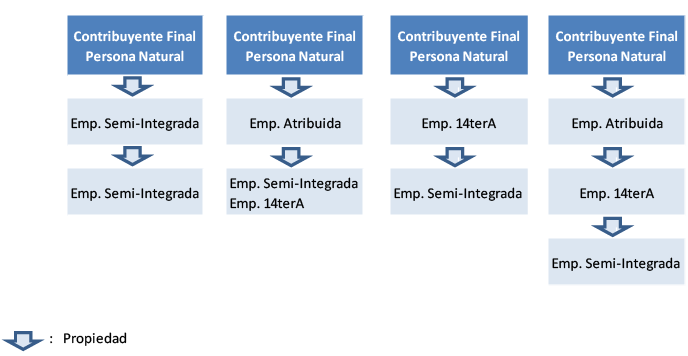 Contribuyente Final
Persona Natural
Emp. Semi-Integrada
Emp. Semi-Integrada
Contribuyente Final
Persona Natural
Emp. Atribuida
Emp. Semi-Integrada
Emp. 14terA
Contribuyente Final
Persona Natural
Emp. 14terA
Emp. Semi-Integrada
Contribuyente Final
Persona Natural
Emp. Atribuida
Emp. 14terA
Emp. Semi-Integrada
: Propiedad